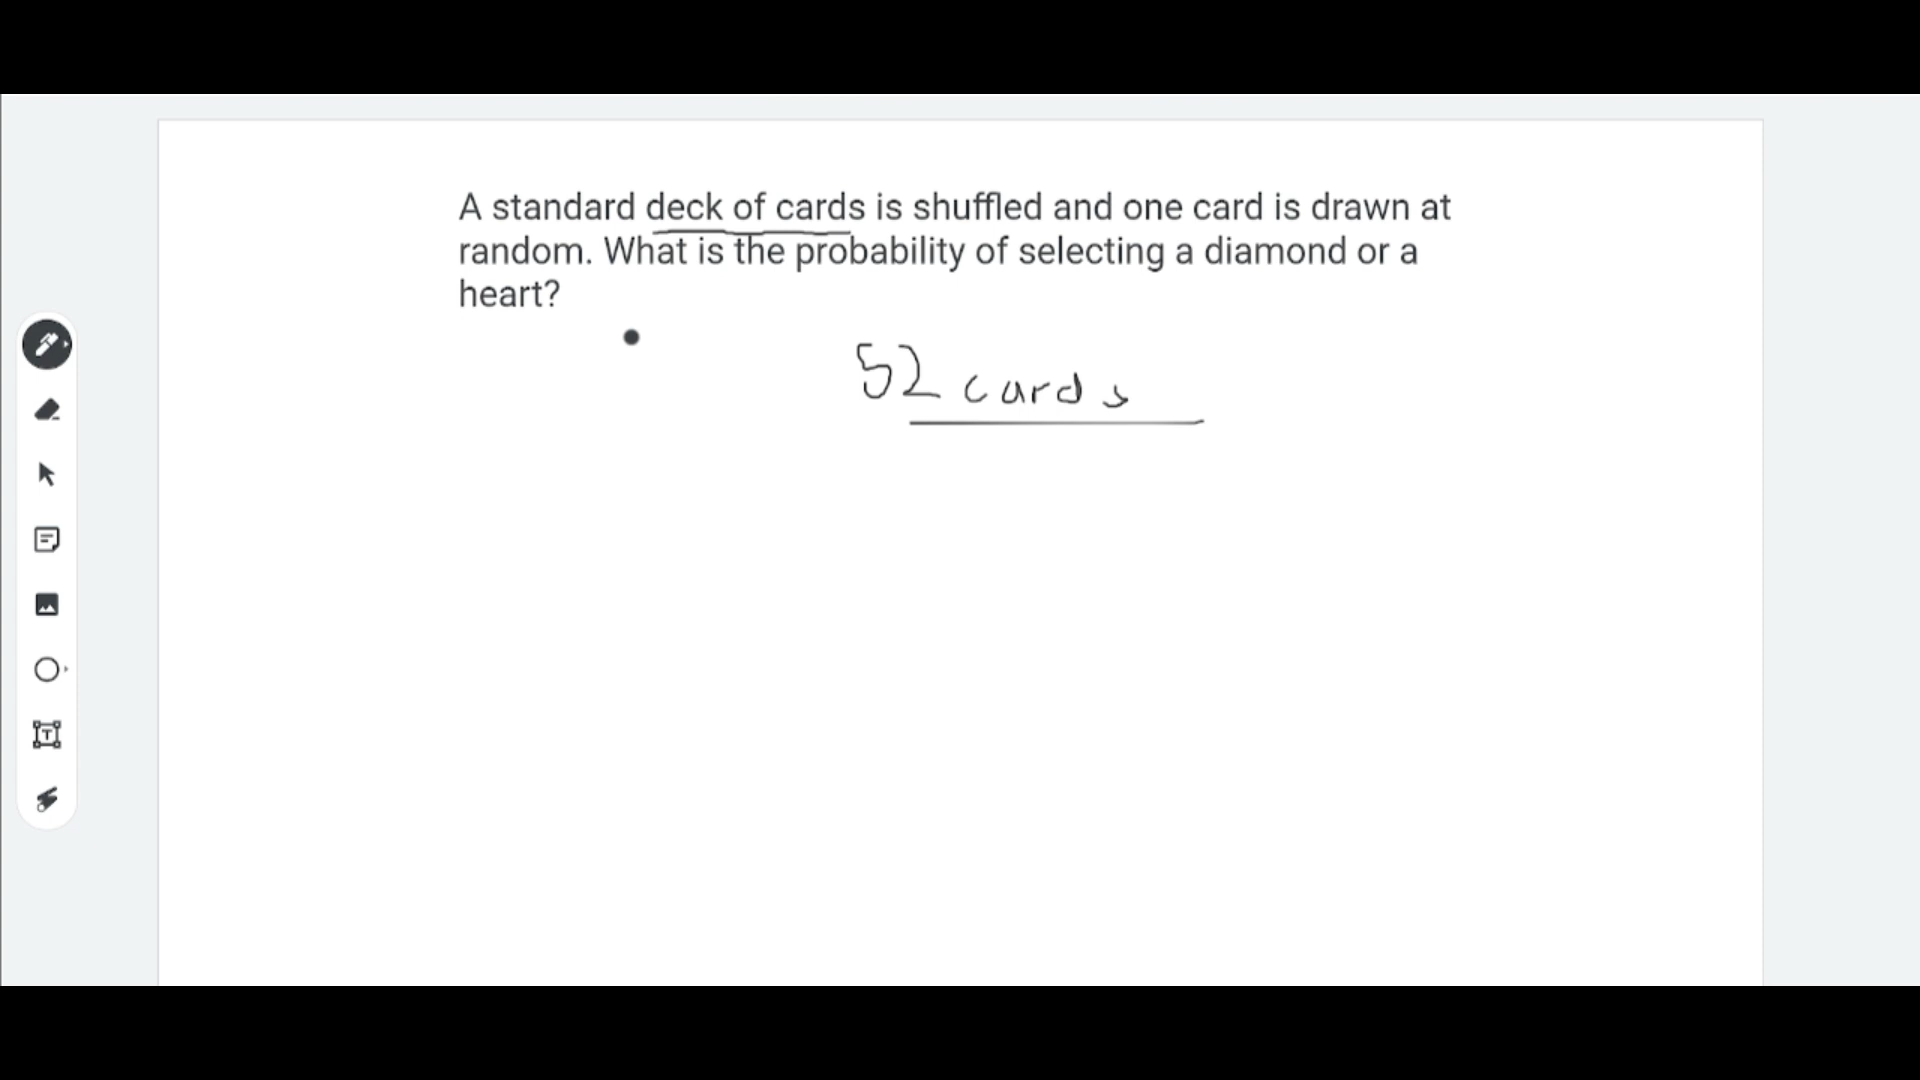 A standard deck of cards is shuffled and one card is drawn at
random. What is the probability of selecting a diamond or a
heart?
52 cards